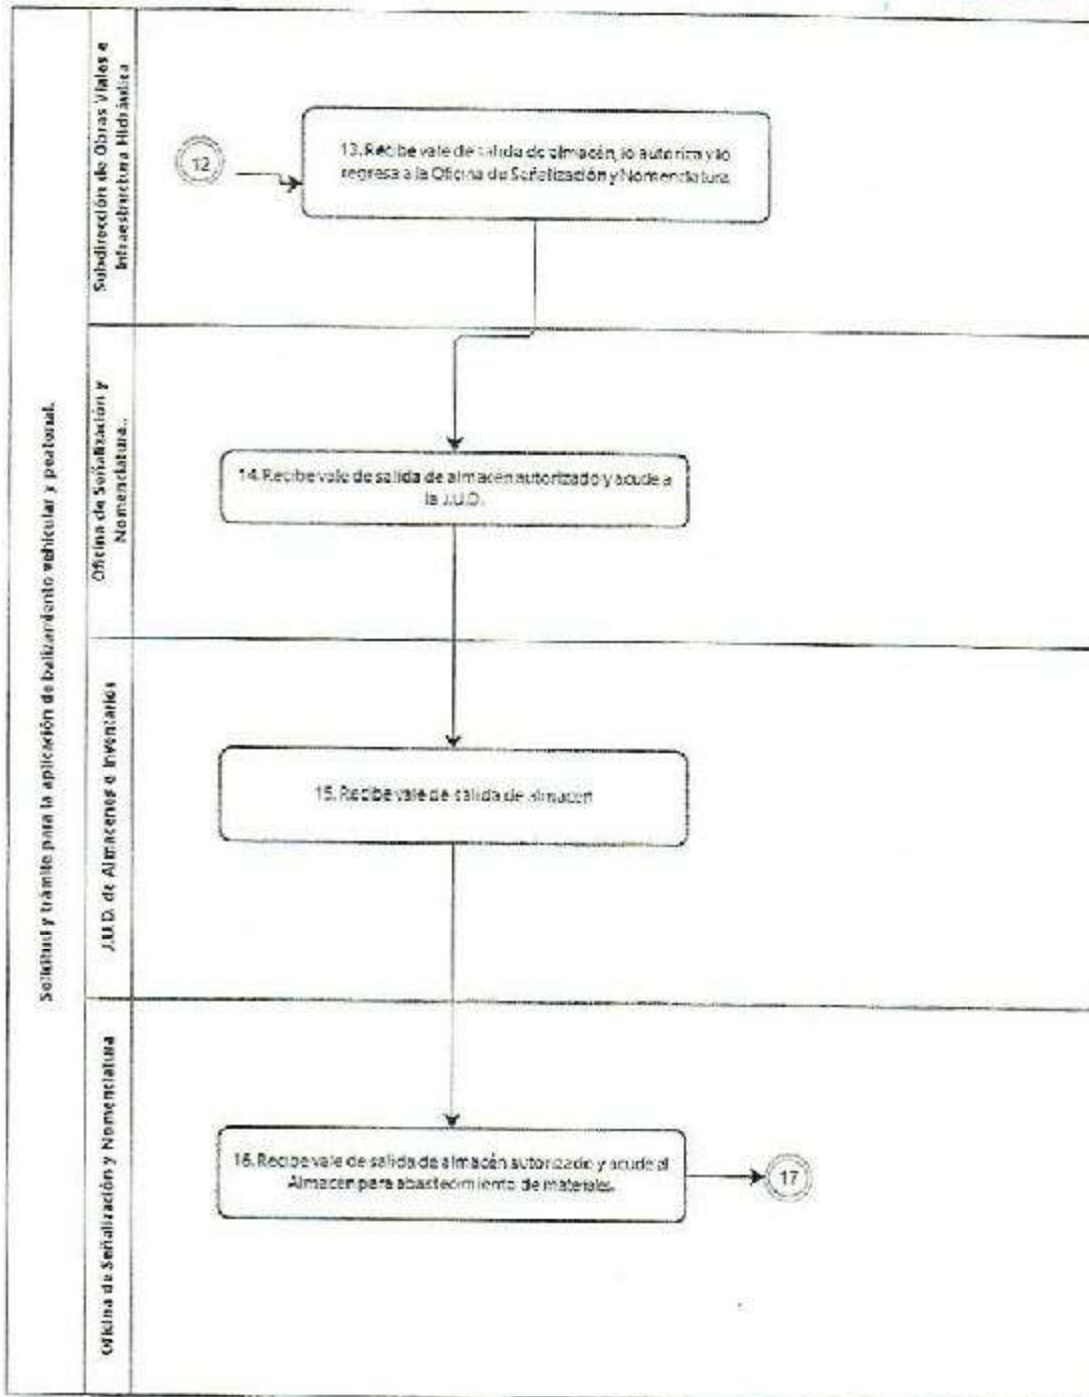 Solicitud y trámite para la aplicación de balizamiento vehicular y peatonal.
Subdirección de Obras Viales e
Infraestructura Hidráulica
12
13. Recibe vale de salida de almacén, lo autoriza y lo
regresa a la Oficina de Señalización y Nomenclatura
Oficina de Señalización y
Nomenclatura..
14. Recibe vale de salida de almacén autorizado y acude a
la J.U.D.
J.U.D. de Almacenes e Inventarios
15. Recibe vale de salida de almacen
Oficina de Señalización y Nomenclatura
16. Recibe vale de salida de almacén autorizado y acude al
Almacen para abastecimiento de materiales.
17